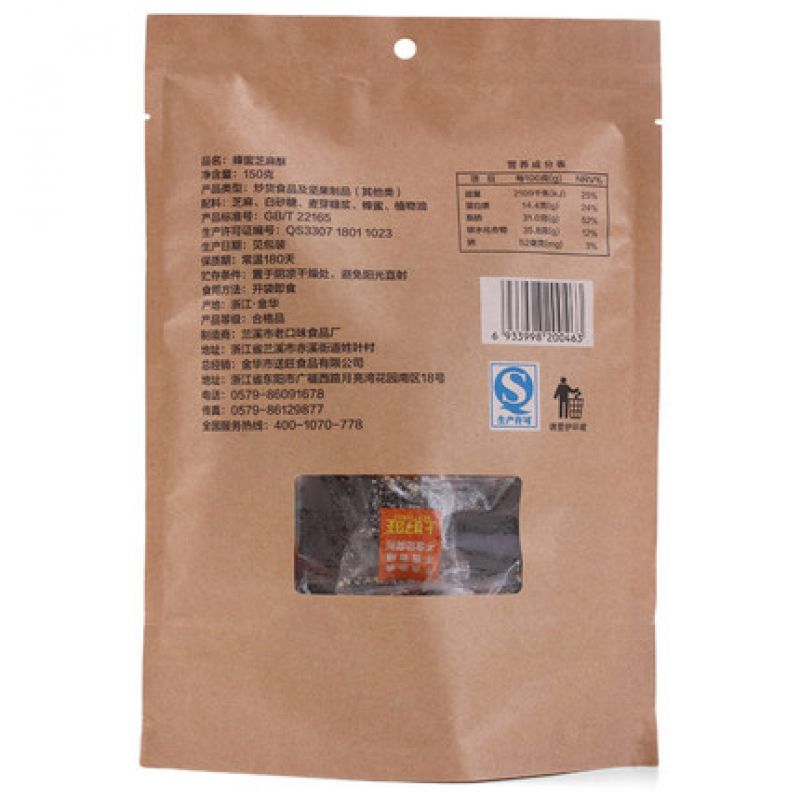 品名：蜂蜜芝麻酥
净含量：150克
产品类型：炒货食品及坚果制品（其他类）
配料：芝麻、白砂糖、麦芽糖浆、蜂蜜、植物油
产品标准号：GB/T 22165
生产许可证编号：QS3307 1801 1023
生产日期：见包装
保质期：常温180天
贮存条件：置于阴凉干燥处、避免阳光直射
食用方法：开袋即食
产地：浙江·金华
产品等级：合格品
制造商：兰溪市老口味食品厂
地址：浙江省兰溪市赤溪街道姓叶村
总经销：金华市送旺食品有限公司
地址：浙江省东阳市广福西路月亮湾花园南区18号
电话：0579-86091678
传真：0579-86129877
全国服务热线：400-1070-778
营养成分表
项目 每100克(g) NRV%
能量 2509千焦(kJ) 25%
蛋白质 14.4克(g) 24%
脂肪 31.0克(g) 52%
碳水化合物 35.8克(g) 12%
钠 52毫克(mg) 3%
6 933998 200463
生产许可
请爱护环境